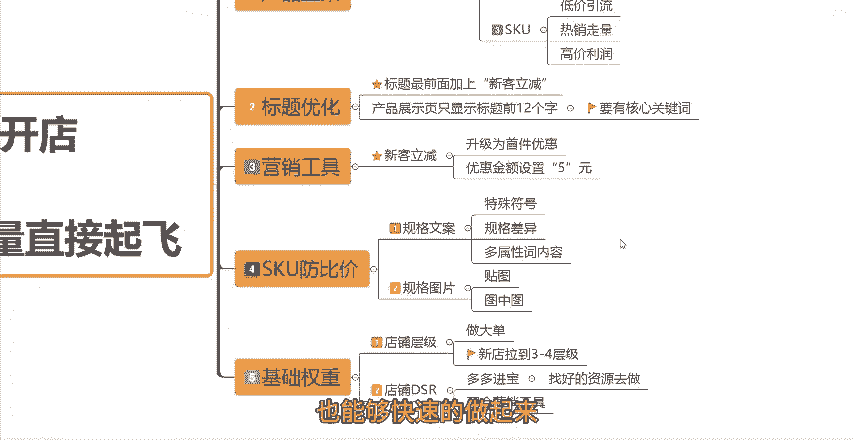 低价引流
SKU
热销走量
高价利润
标题优化
标题最前面加上“新客立减”
产品展示页只显示标题前12个字
要有核心关键词
开店
量直接起飞
3营销工具
新客立减
升级为首件优惠
优惠金额设置“5”元
4SKU防比价
1规格文案
特殊符号
规格差异
多属性词内容
规格图片
贴图
图中图
基础权重
店铺层级
做大单
新店拉到3-4层级
店铺DSR
多多进宝
找好的资源去做
也能够快速的做起来